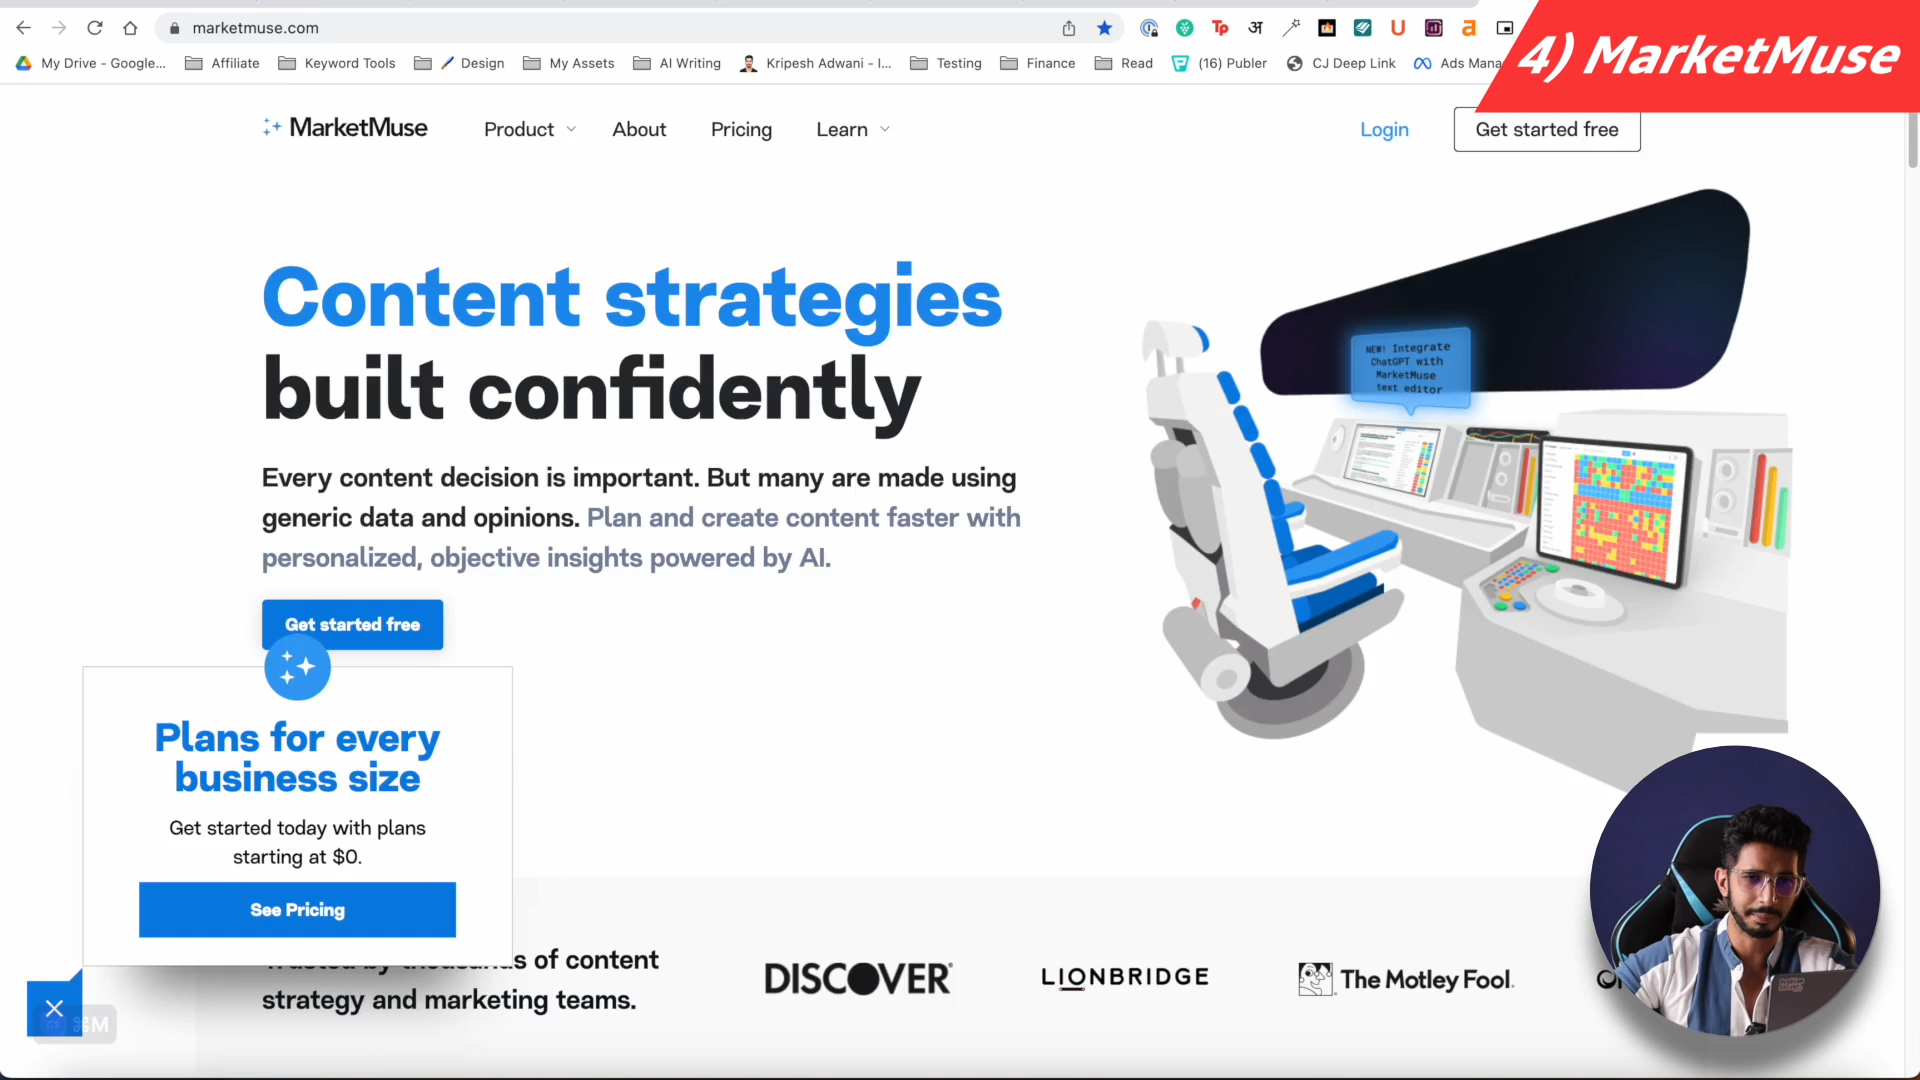 marketmuse.com
4) MarketMuse
My Drive - Google...
Affiliate
Keyword Tools
Design
My Assets
AI Writing
Kripesh Adwani - I...
Testing
Finance
Read
(16) Publer
CJ Deep Link
Ads Mana
MarketMuse
Product
About
Pricing
Learn
Login
Get started free
Content strategies
built confidently
Every content decision is important. But many are made using
generic data and opinions. Plan and create content faster with
personalized, objective insights powered by AI.
Get started free
NEW! Integrate
ChatGPT with
MarketMuse
text editor
Plans for every
business size
Get started today with plans
starting at $0.
See Pricing
Trusted by thousands of content
strategy and marketing teams.
DISCOVER
LIONBRIDGE
The Motley Fool.
⌘M